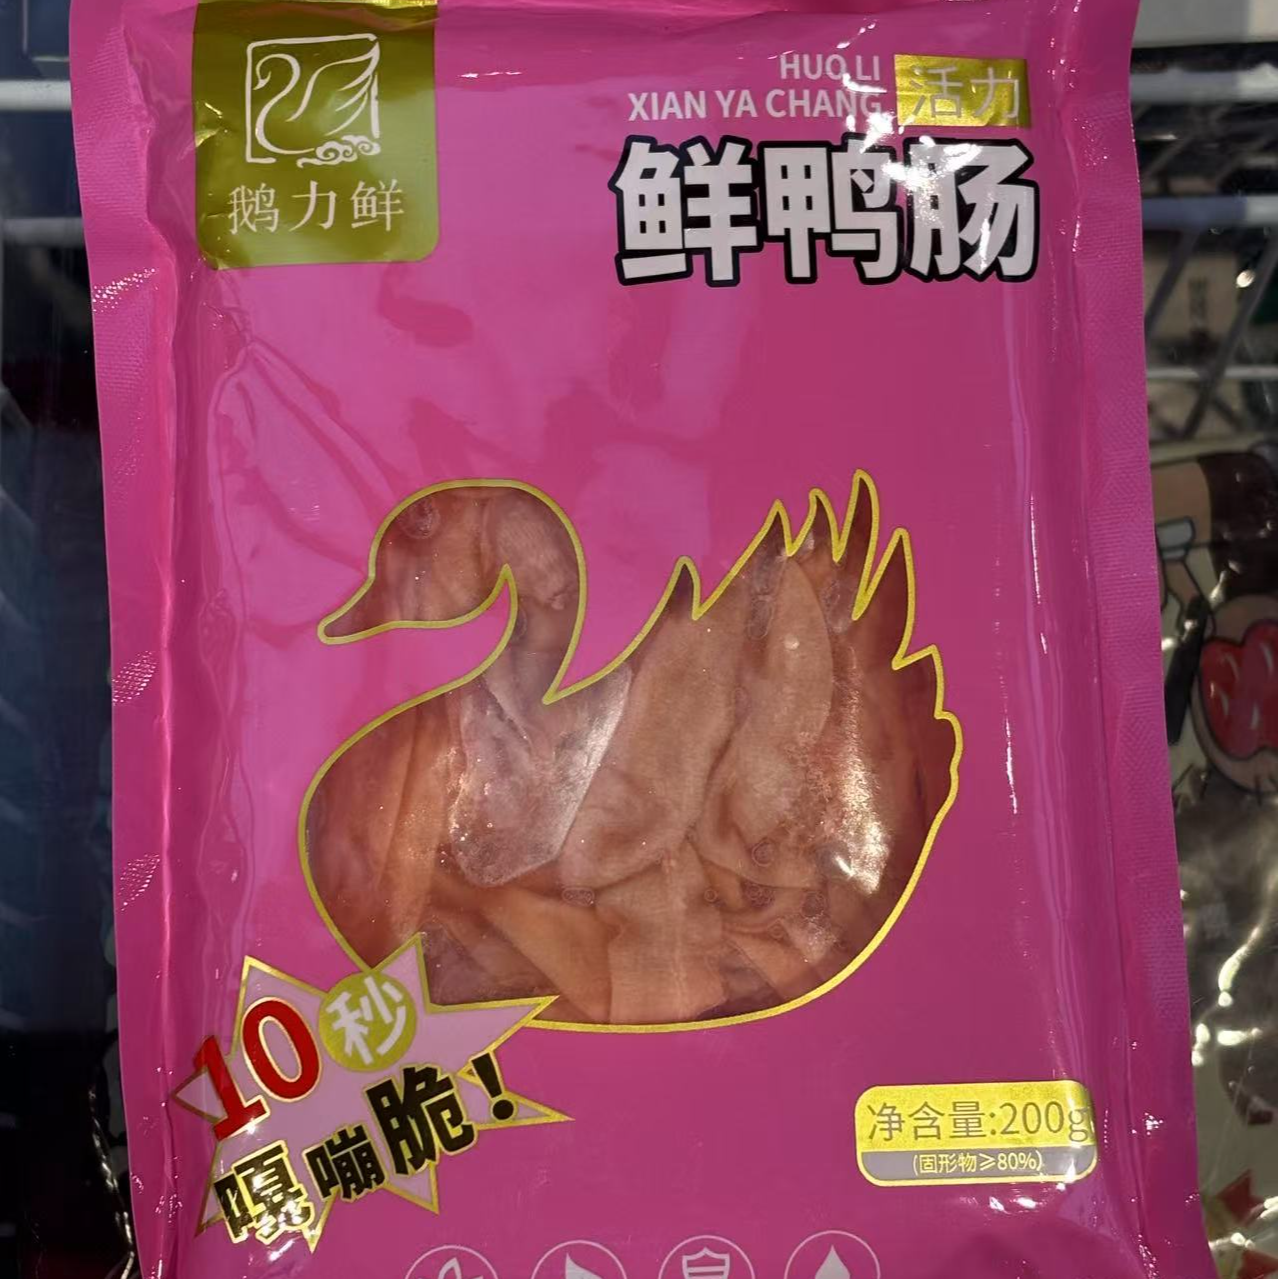 鹅力鲜
HUO LI
XIAN YA CHANG
活力
鲜鸭肠
10秒
嘎嘣脆!
净含量:200g
(固形物≥80%)